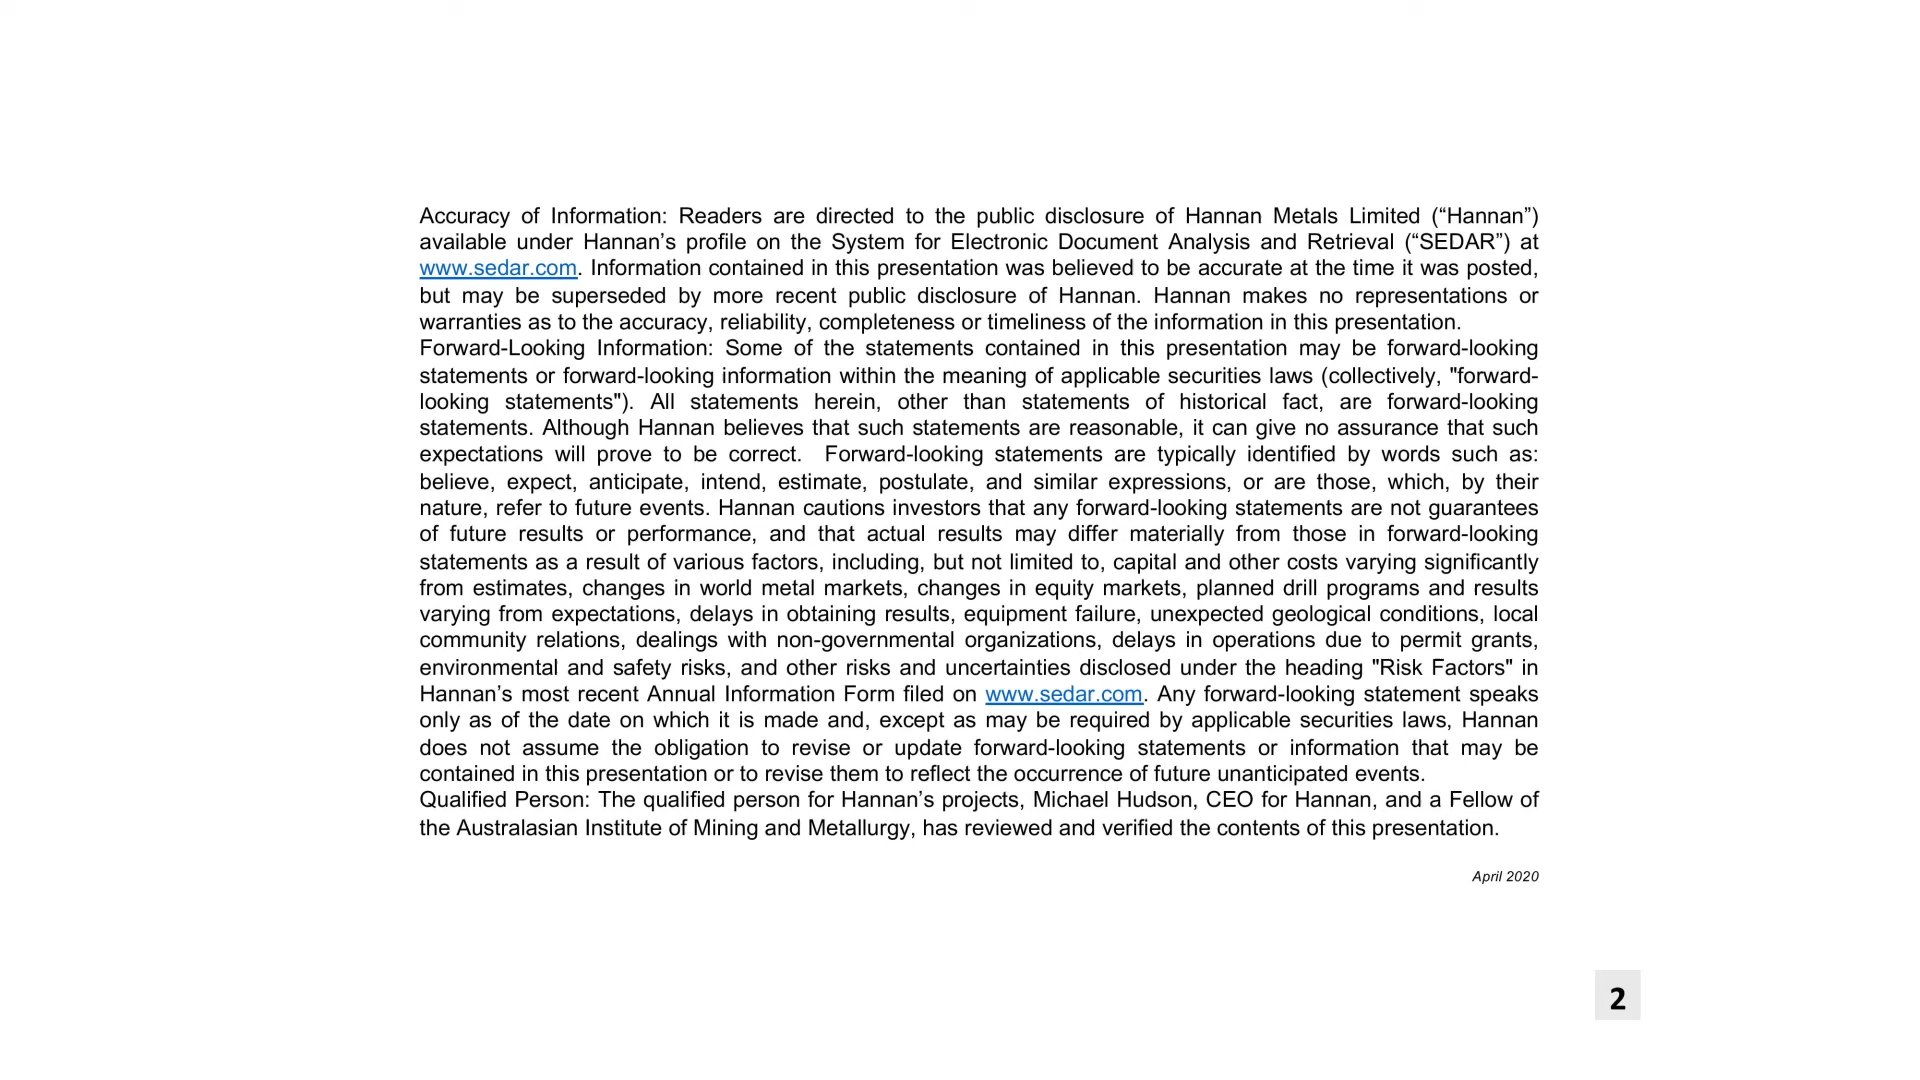 Accuracy of Information: Readers are directed to the public disclosure of Hannan Metals Limited (“Hannan”)
available under Hannan’s profile on the System for Electronic Document Analysis and Retrieval (“SEDAR”) at
www.sedar.com. Information contained in this presentation was believed to be accurate at the time it was posted,
but may be superseded by more recent public disclosure of Hannan. Hannan makes no representations or
warranties as to the accuracy, reliability, completeness or timeliness of the information in this presentation.
Forward-Looking Information: Some of the statements contained in this presentation may be forward-looking
statements or forward-looking information within the meaning of applicable securities laws (collectively, "forward-
looking statements"). All statements herein, other than statements of historical fact, are forward-looking
statements. Although Hannan believes that such statements are reasonable, it can give no assurance that such
expectations will prove to be correct.  Forward-looking statements are typically identified by words such as:
believe, expect, anticipate, intend, estimate, postulate, and similar expressions, or are those, which, by their
nature, refer to future events. Hannan cautions investors that any forward-looking statements are not guarantees
of future results or performance, and that actual results may differ materially from those in forward-looking
statements as a result of various factors, including, but not limited to, capital and other costs varying significantly
from estimates, changes in world metal markets, changes in equity markets, planned drill programs and results
varying from expectations, delays in obtaining results, equipment failure, unexpected geological conditions, local
community relations, dealings with non-governmental organizations, delays in operations due to permit grants,
environmental and safety risks, and other risks and uncertainties disclosed under the heading "Risk Factors" in
Hannan’s most recent Annual Information Form filed on www.sedar.com. Any forward-looking statement speaks
only as of the date on which it is made and, except as may be required by applicable securities laws, Hannan
does not assume the obligation to revise or update forward-looking statements or information that may be
contained in this presentation or to revise them to reflect the occurrence of future unanticipated events.
Qualified Person: The qualified person for Hannan’s projects, Michael Hudson, CEO for Hannan, and a Fellow of
the Australasian Institute of Mining and Metallurgy, has reviewed and verified the contents of this presentation.
April 2020
2